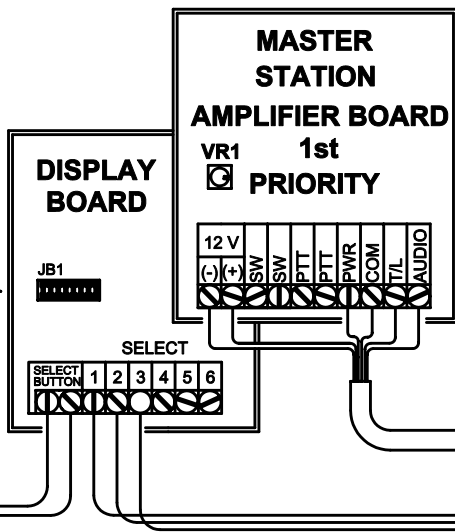 MASTER
STATION
AMPLIFIER BOARD
1st
PRIORITY
VR1
12 V
(-) (+) SW SW PTT PTT PWR COM T/L AUDIO
DISPLAY
BOARD
JB1
SELECT
SELECT
BUTTON
1 2 3 4 5 6